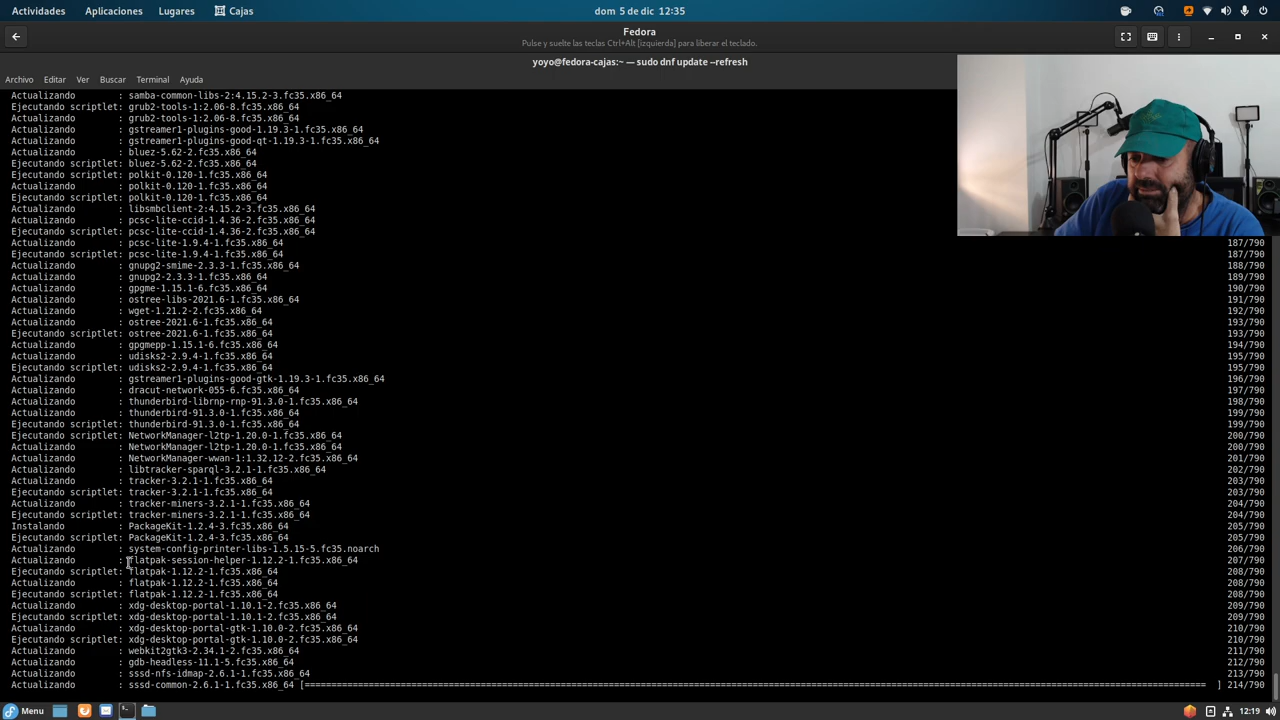 Actividades Aplicaciones Lugares Cajas dom 5 de dic 12:35
Fedora
Pulse y suelte las teclas Ctrl+Alt [izquierda] para liberar el teclado.
yoyo@fedora-cajas:~ — sudo dnf update --refresh
Archivo Editar Ver Buscar Terminal Ayuda
Actualizando : samba-common-libs-2:4.15.2-3.fc35.x86_64
Ejecutando scriptlet: grub2-tools-1:2.06-8.fc35.x86_64
Actualizando : grub2-tools-1:2.06-8.fc35.x86_64
Actualizando : gstreamer1-plugins-good-1.19.3-1.fc35.x86_64
Actualizando : gstreamer1-plugins-good-qt-1.19.3-1.fc35.x86_64
Actualizando : bluez-5.62-2.fc35.x86_64
Ejecutando scriptlet: bluez-5.62-2.fc35.x86_64
Ejecutando scriptlet: polkit-0.120-1.fc35.x86_64
Actualizando : polkit-0.120-1.fc35.x86_64
Ejecutando scriptlet: polkit-0.120-1.fc35.x86_64
Actualizando : libsmbclient-2:4.15.2-3.fc35.x86_64
Actualizando : pcsc-lite-ccid-1.4.36-2.fc35.x86_64
Ejecutando scriptlet: pcsc-lite-ccid-1.4.36-2.fc35.x86_64
Actualizando : pcsc-lite-1.9.4-1.fc35.x86_64 187/790
Ejecutando scriptlet: pcsc-lite-1.9.4-1.fc35.x86_64 187/790
Actualizando : gnupg2-smime-2.3.3-1.fc35.x86_64 188/790
Actualizando : gnupg2-2.3.3-1.fc35.x86_64 189/790
Actualizando : gpgme-1.15.1-6.fc35.x86_64 190/790
Actualizando : ostree-libs-2021.6-1.fc35.x86_64 191/790
Actualizando : wget-1.21.2-2.fc35.x86_64 192/790
Actualizando : ostree-2021.6-1.fc35.x86_64 193/790
Ejecutando scriptlet: ostree-2021.6-1.fc35.x86_64 193/790
Actualizando : gpgmepp-1.15.1-6.fc35.x86_64 194/790
Actualizando : udisks2-2.9.4-1.fc35.x86_64 195/790
Ejecutando scriptlet: udisks2-2.9.4-1.fc35.x86_64 195/790
Actualizando : gstreamer1-plugins-good-gtk-1.19.3-1.fc35.x86_64 196/790
Actualizando : dracut-network-055-6.fc35.x86_64 197/790
Actualizando : thunderbird-librnp-rnp-91.3.0-1.fc35.x86_64 198/790
Actualizando : thunderbird-91.3.0-1.fc35.x86_64 199/790
Ejecutando scriptlet: thunderbird-91.3.0-1.fc35.x86_64 199/790
Ejecutando scriptlet: NetworkManager-l2tp-1.20.0-1.fc35.x86_64 200/790
Actualizando : NetworkManager-l2tp-1.20.0-1.fc35.x86_64 200/790
Actualizando : NetworkManager-wwan-1:1.32.12-2.fc35.x86_64 201/790
Actualizando : libtracker-sparql-3.2.1-1.fc35.x86_64 202/790
Actualizando : tracker-3.2.1-1.fc35.x86_64 203/790
Ejecutando scriptlet: tracker-3.2.1-1.fc35.x86_64 203/790
Actualizando : tracker-miners-3.2.1-1.fc35.x86_64 204/790
Ejecutando scriptlet: tracker-miners-3.2.1-1.fc35.x86_64 204/790
Instalando : PackageKit-1.2.4-3.fc35.x86_64 205/790
Ejecutando scriptlet: PackageKit-1.2.4-3.fc35.x86_64 205/790
Actualizando : system-config-printer-libs-1.5.15-5.fc35.noarch 206/790
Actualizando : flatpak-session-helper-1.12.2-1.fc35.x86_64 207/790
Ejecutando scriptlet: flatpak-1.12.2-1.fc35.x86_64 208/790
Actualizando : flatpak-1.12.2-1.fc35.x86_64 208/790
Ejecutando scriptlet: flatpak-1.12.2-1.fc35.x86_64 208/790
Actualizando : xdg-desktop-portal-1.10.1-2.fc35.x86_64 209/790
Ejecutando scriptlet: xdg-desktop-portal-1.10.1-2.fc35.x86_64 209/790
Actualizando : xdg-desktop-portal-gtk-1.10.0-2.fc35.x86_64 210/790
Ejecutando scriptlet: xdg-desktop-portal-gtk-1.10.0-2.fc35.x86_64 210/790
Actualizando : webkit2gtk3-2.34.1-2.fc35.x86_64 211/790
Actualizando : gdb-headless-11.1-5.fc35.x86_64 212/790
Actualizando : sssd-nfs-idmap-2.6.1-1.fc35.x86_64 213/790
Actualizando : sssd-common-2.6.1-1.fc35.x86_64 [=== ] 214/790
Menu 12:19